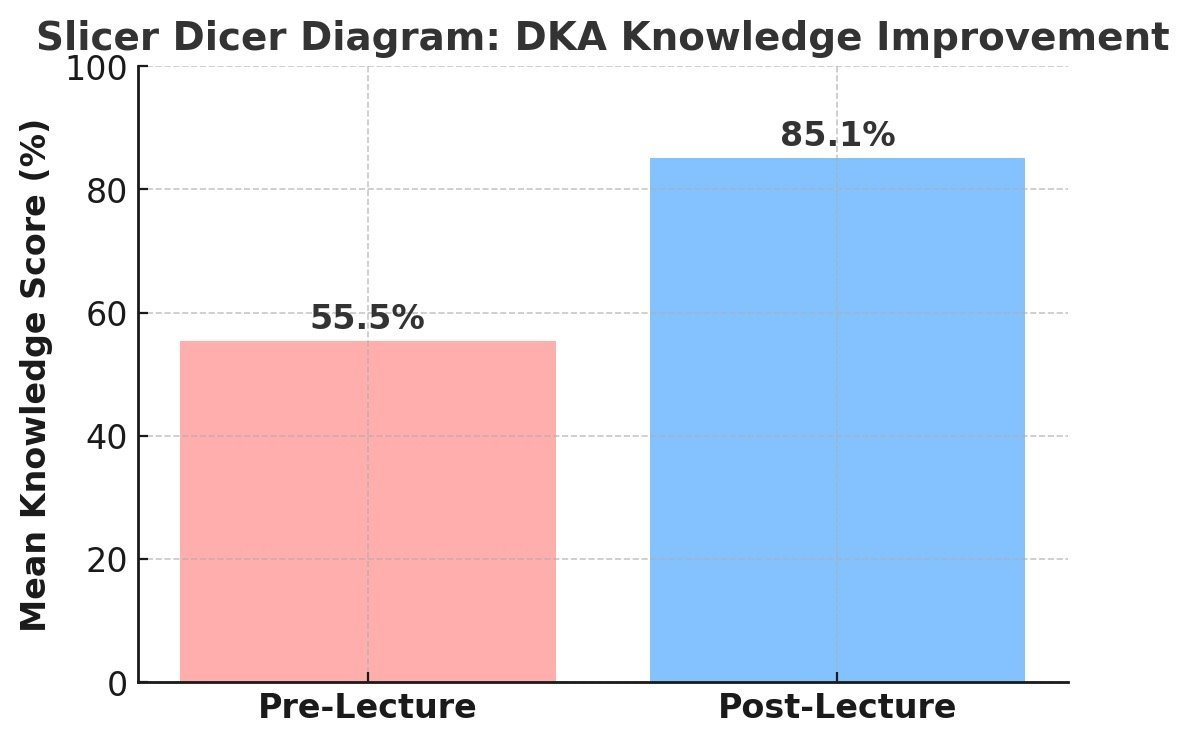 Slicer Dicer Diagram: DKA Knowledge Improvement
Mean Knowledge Score (%)
100
80
60
40
20
0
55.5%
85.1%
Pre-Lecture
Post-Lecture